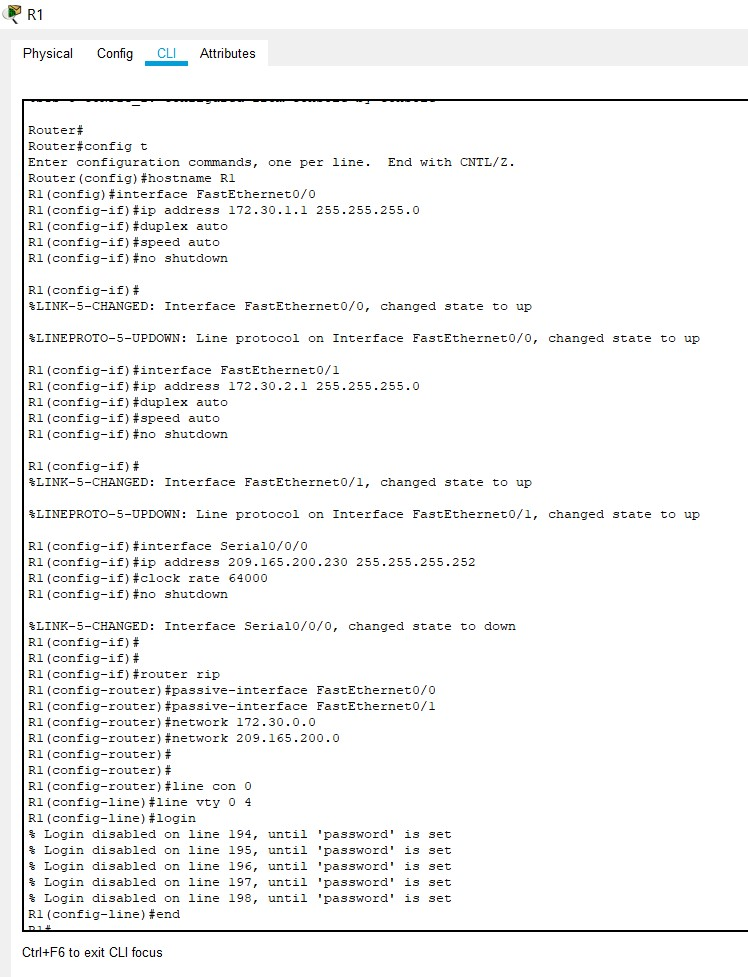 R1
Physical Config CLI Attributes
Router#
Router#config t
Enter configuration commands, one per line.  End with CNTL/Z.
Router(config)#hostname R1
R1(config)#interface FastEthernet0/0
R1(config-if)#ip address 172.30.1.1 255.255.255.0
R1(config-if)#duplex auto
R1(config-if)#speed auto
R1(config-if)#no shutdown
R1(config-if)#
%LINK-5-CHANGED: Interface FastEthernet0/0, changed state to up
%LINEPROTO-5-UPDOWN: Line protocol on Interface FastEthernet0/0, changed state to up
R1(config-if)#interface FastEthernet0/1
R1(config-if)#ip address 172.30.2.1 255.255.255.0
R1(config-if)#duplex auto
R1(config-if)#speed auto
R1(config-if)#no shutdown
R1(config-if)#
%LINK-5-CHANGED: Interface FastEthernet0/1, changed state to up
%LINEPROTO-5-UPDOWN: Line protocol on Interface FastEthernet0/1, changed state to up
R1(config-if)#interface Serial0/0/0
R1(config-if)#ip address 209.165.200.230 255.255.255.252
R1(config-if)#clock rate 64000
R1(config-if)#no shutdown
%LINK-5-CHANGED: Interface Serial0/0/0, changed state to down
R1(config-if)#
R1(config-if)#
R1(config-if)#router rip
R1(config-router)#passive-interface FastEthernet0/0
R1(config-router)#passive-interface FastEthernet0/1
R1(config-router)#network 172.30.0.0
R1(config-router)#network 209.165.200.0
R1(config-router)#
R1(config-router)#
R1(config-router)#line con 0
R1(config-line)#line vty 0 4
R1(config-line)#login
% Login disabled on line 194, until 'password' is set
% Login disabled on line 195, until 'password' is set
% Login disabled on line 196, until 'password' is set
% Login disabled on line 197, until 'password' is set
% Login disabled on line 198, until 'password' is set
R1(config-line)#end
R1#
Ctrl+F6 to exit CLI focus